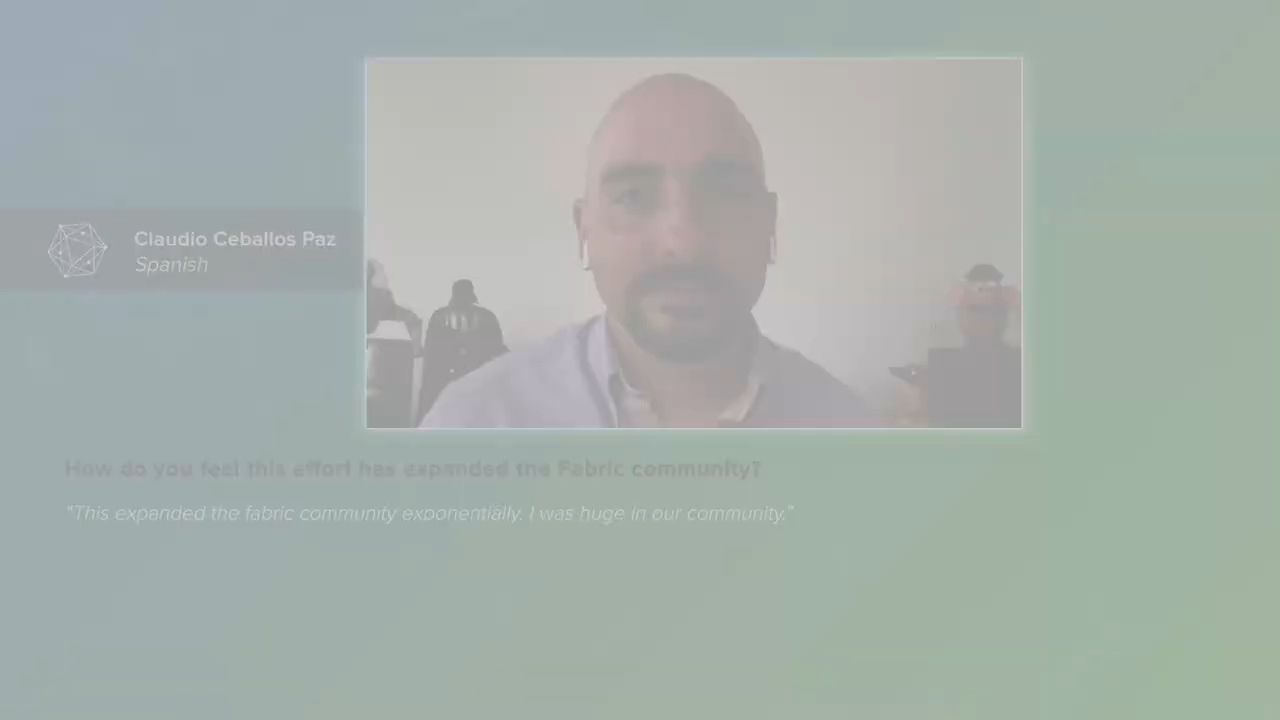 Claudio Ceballos Paz
Spanish
How do you feel this effort has expanded the Fabric community?
"This expanded the fabric community exponentially. I was huge in our community."